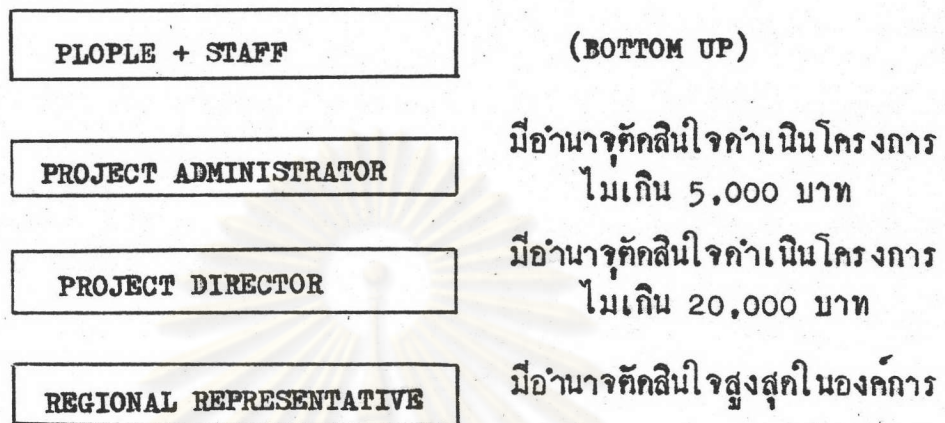 PLOPLE + STAFF (BOTTOM UP)
PROJECT ADMINISTRATOR มีอำนาจตัดสินใจดำเนินโครงการ
ไม่เกิน 5,000 บาท
PROJECT DIRECTOR มีอำนาจตัดสินใจดำเนินโครงการ
ไม่เกิน 20,000 บาท
REGIONAL REPRESENTATIVE มีอำนาจตัดสินใจสูงสุดในองค์การ